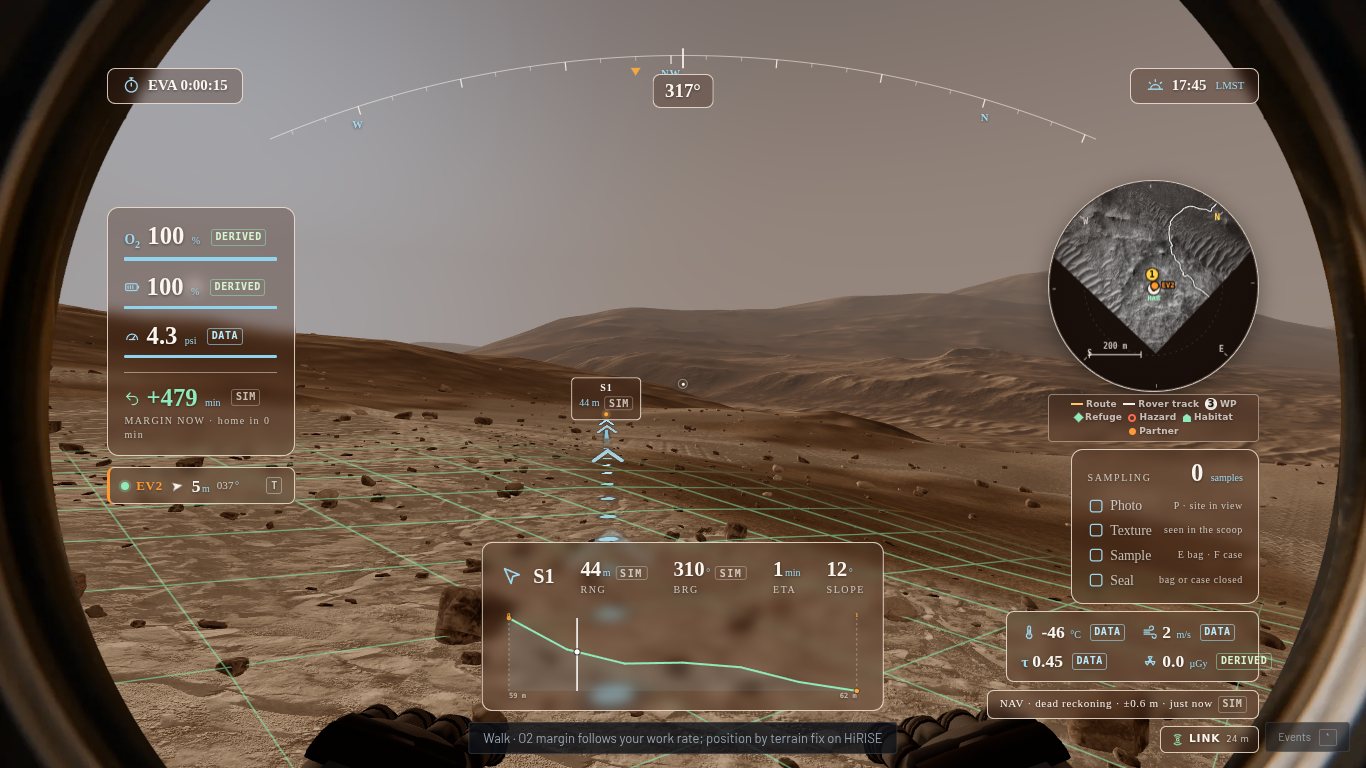 EVA 0:00:15
NW
317°
W
N
17:45 LMST
O2 100 % DERIVED
100 % DERIVED
4.3 psi DATA
+479 min SIM
MARGIN NOW · home in 0
min
EV2 5 m 037° T
N
W
1
EV2
HAB
200 m
S
E
Route Rover track 3 WP
Refuge Hazard Habitat
Partner
S1
44 m SIM
SAMPLING 0 samples
Photo P · site in view
Texture seen in the scoop
Sample E bag · F case
Seal bag or case closed
S1 44 m SIM 310° SIM 1 min 12°
RNG BRG ETA SLOPE
59 m 62 m
-46 °C DATA 2 m/s DATA
τ 0.45 DATA 0.0 µGy DERIVED
NAV · dead reckoning · ±0.6 m · just now SIM
LINK 24 m
Walk · O2 margin follows your work rate; position by terrain fix on HiRISE
Events